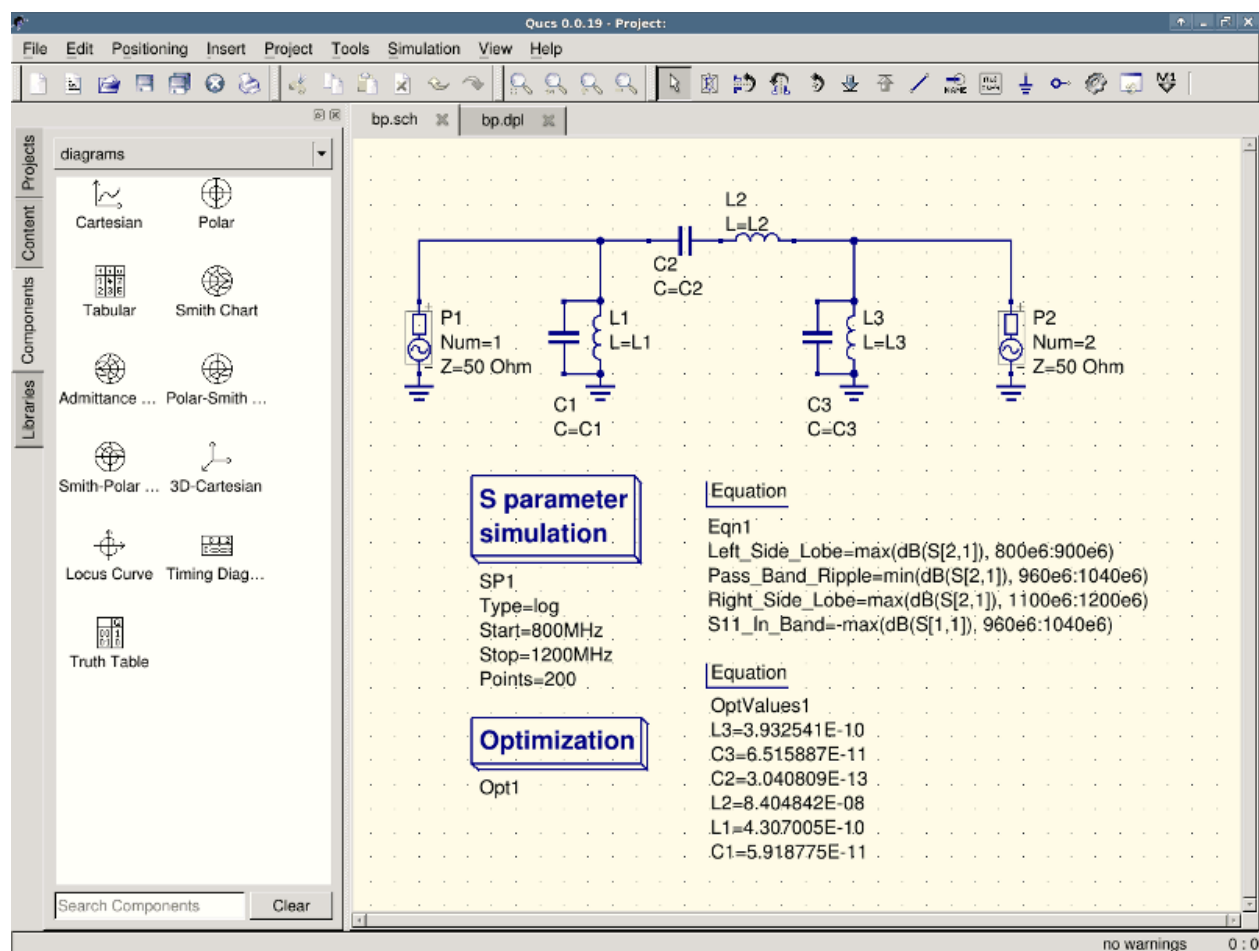 Qucs 0.0.19 - Project:
File Edit Positioning Insert Project Tools Simulation View Help
NAME
M1
bp.sch
bp.dpl
Projects
Content
Components
Libraries
diagrams
Cartesian
Polar
Tabular
Smith Chart
Admittance ...
Polar-Smith ...
Smith-Polar ...
3D-Cartesian
Locus Curve
Timing Diag...
Truth Table
Search Components
Clear
L2
L=L2
C2
C=C2
P1
Num=1
Z=50 Ohm
L1
L=L1
C1
C=C1
L3
L=L3
C3
C=C3
P2
Num=2
Z=50 Ohm
S parameter
simulation
SP1
Type=log
Start=800MHz
Stop=1200MHz
Points=200
Optimization
Opt1
Equation
Eqn1
Left_Side_Lobe=max(dB(S[2,1]), 800e6:900e6)
Pass_Band_Ripple=min(dB(S[2,1]), 960e6:1040e6)
Right_Side_Lobe=max(dB(S[2,1]), 1100e6:1200e6)
S11_In_Band=-max(dB(S[1,1]), 960e6:1040e6)
Equation
OptValues1
L3=3.932541E-10
C3=6.515887E-11
C2=3.040809E-13
L2=8.404842E-08
L1=4.307005E-10
C1=5.918775E-11
no warnings 0 : 0